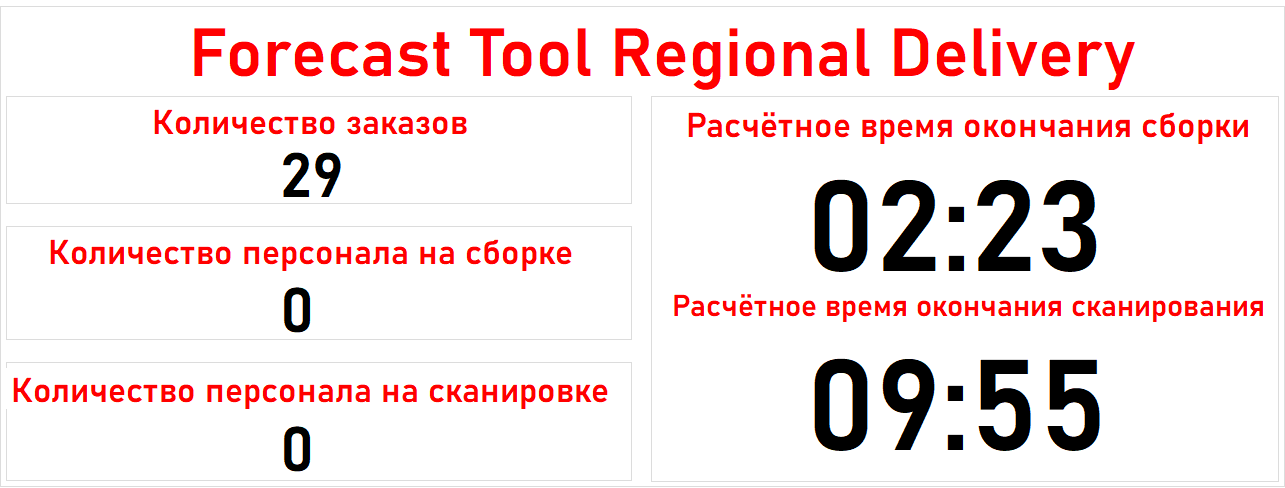 Forecast Tool Regional Delivery
Количество заказов
29
Количество персонала на сборке
0
Количество персонала на сканировке
0
Расчётное время окончания сборки
02:23
Расчётное время окончания сканирования
09:55